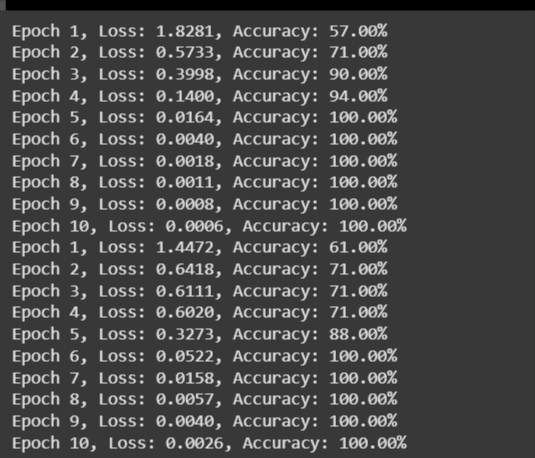 Epoch 1, Loss: 1.8281, Accuracy: 57.00%
Epoch 2, Loss: 0.5733, Accuracy: 71.00%
Epoch 3, Loss: 0.3998, Accuracy: 90.00%
Epoch 4, Loss: 0.1400, Accuracy: 94.00%
Epoch 5, Loss: 0.0164, Accuracy: 100.00%
Epoch 6, Loss: 0.0040, Accuracy: 100.00%
Epoch 7, Loss: 0.0018, Accuracy: 100.00%
Epoch 8, Loss: 0.0011, Accuracy: 100.00%
Epoch 9, Loss: 0.0008, Accuracy: 100.00%
Epoch 10, Loss: 0.0006, Accuracy: 100.00%
Epoch 1, Loss: 1.4472, Accuracy: 61.00%
Epoch 2, Loss: 0.6418, Accuracy: 71.00%
Epoch 3, Loss: 0.6111, Accuracy: 71.00%
Epoch 4, Loss: 0.6020, Accuracy: 71.00%
Epoch 5, Loss: 0.3273, Accuracy: 88.00%
Epoch 6, Loss: 0.0522, Accuracy: 100.00%
Epoch 7, Loss: 0.0158, Accuracy: 100.00%
Epoch 8, Loss: 0.0057, Accuracy: 100.00%
Epoch 9, Loss: 0.0040, Accuracy: 100.00%
Epoch 10, Loss: 0.0026, Accuracy: 100.00%